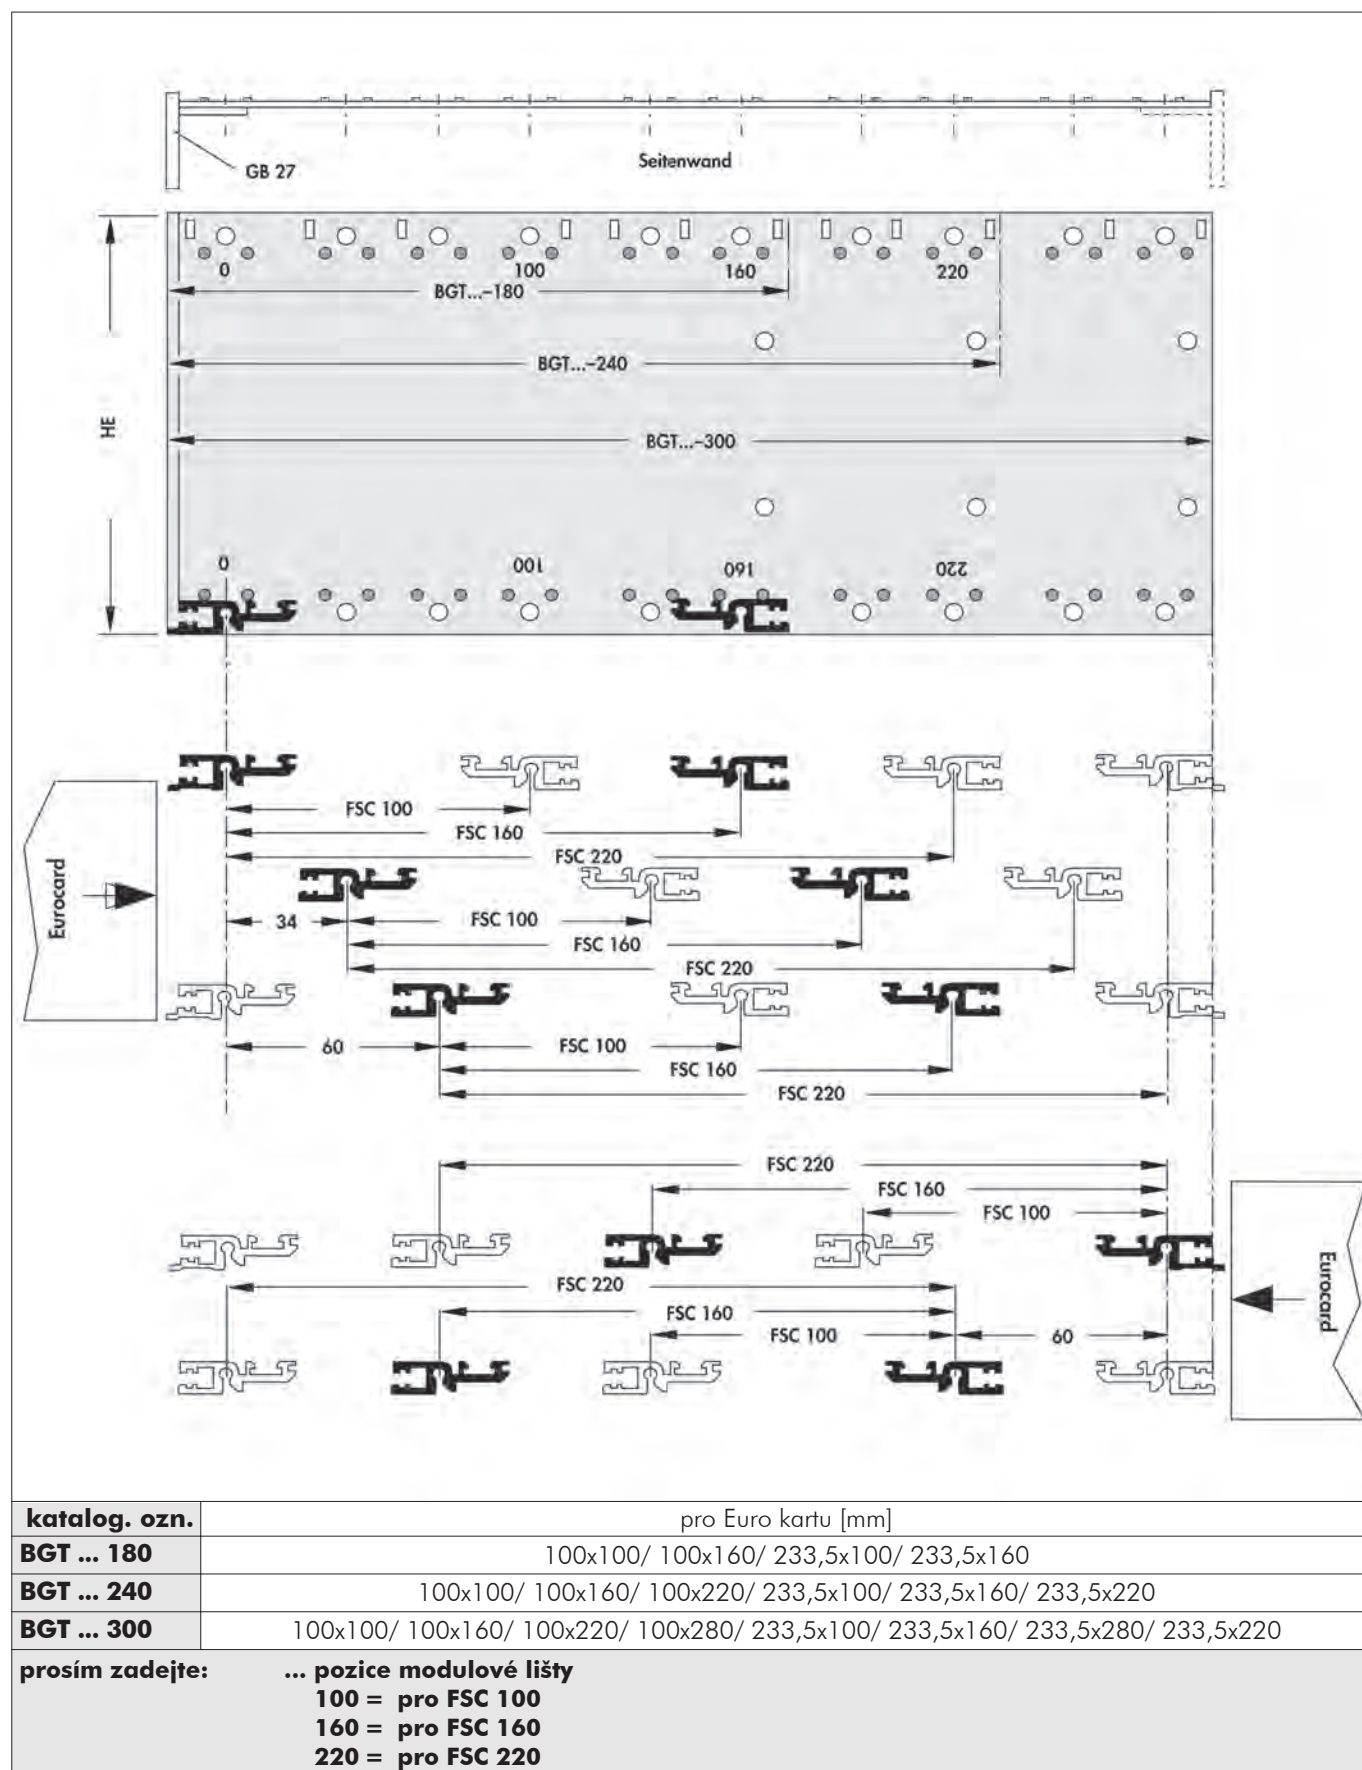 GB 27
Seitenwand
0 100 160 220
BGT...–180
BGT...–240
HE
BGT...–300
0 100 160 220
FSC 100
FSC 160
FSC 220
Eurocard
34 FSC 100
FSC 160
FSC 220
60 FSC 100
FSC 160
FSC 220
FSC 220
FSC 160
FSC 100
Eurocard
FSC 220
FSC 160
FSC 100 60
katalog. ozn. pro Euro kartu [mm]
BGT ... 180 100x100/ 100x160/ 233,5x100/ 233,5x160
BGT ... 240 100x100/ 100x160/ 100x220/ 233,5x100/ 233,5x160/ 233,5x220
BGT ... 300 100x100/ 100x160/ 100x220/ 100x280/ 233,5x100/ 233,5x160/ 233,5x280/ 233,5x220
prosím zadejte: ... pozice modulové lišty
100 = pro FSC 100
160 = pro FSC 160
220 = pro FSC 220